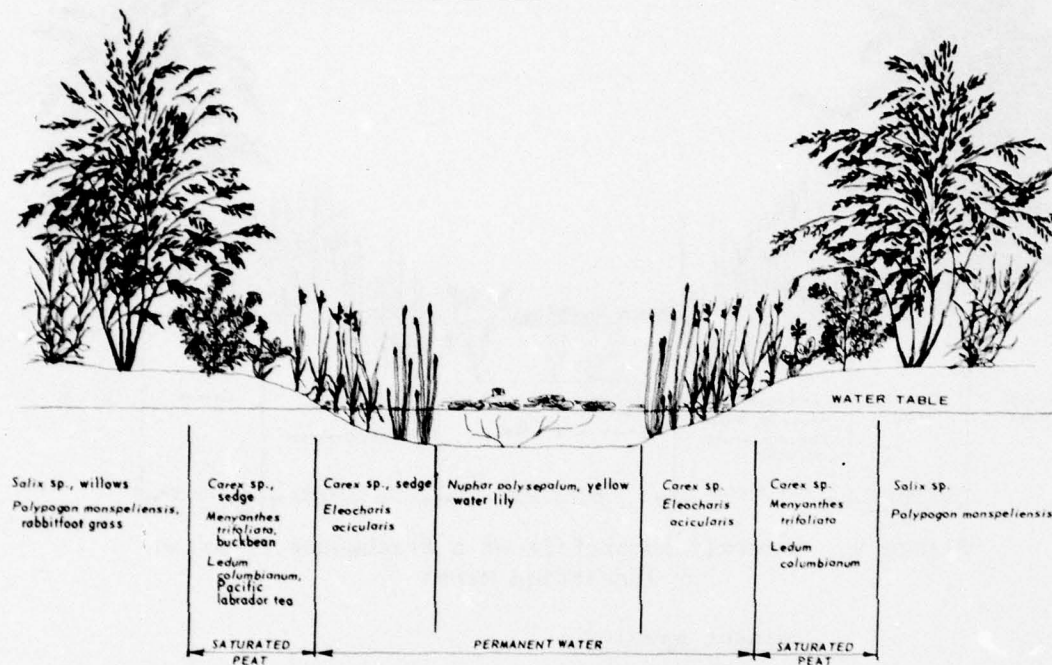 WATER TABLE
Salix sp., willows
Polypogon monspeliensis,
rabbitfoot grass
Carex sp.,
sedge
Menyanthes
trifoliata,
buckbean
Ledum
columbianum,
Pacific
labrador tea
Carex sp., sedge
Eleocharis
acicularis
Nuphar polysepalum, yellow
water lily
Carex sp.
Eleocharis
acicularis
Carex sp.
Menyanthes
trifoliata
Ledum
columbianum
Salix sp.
Polypogon monspeliensis
SATURATED
PEAT
PERMANENT WATER
SATURATED
PEAT